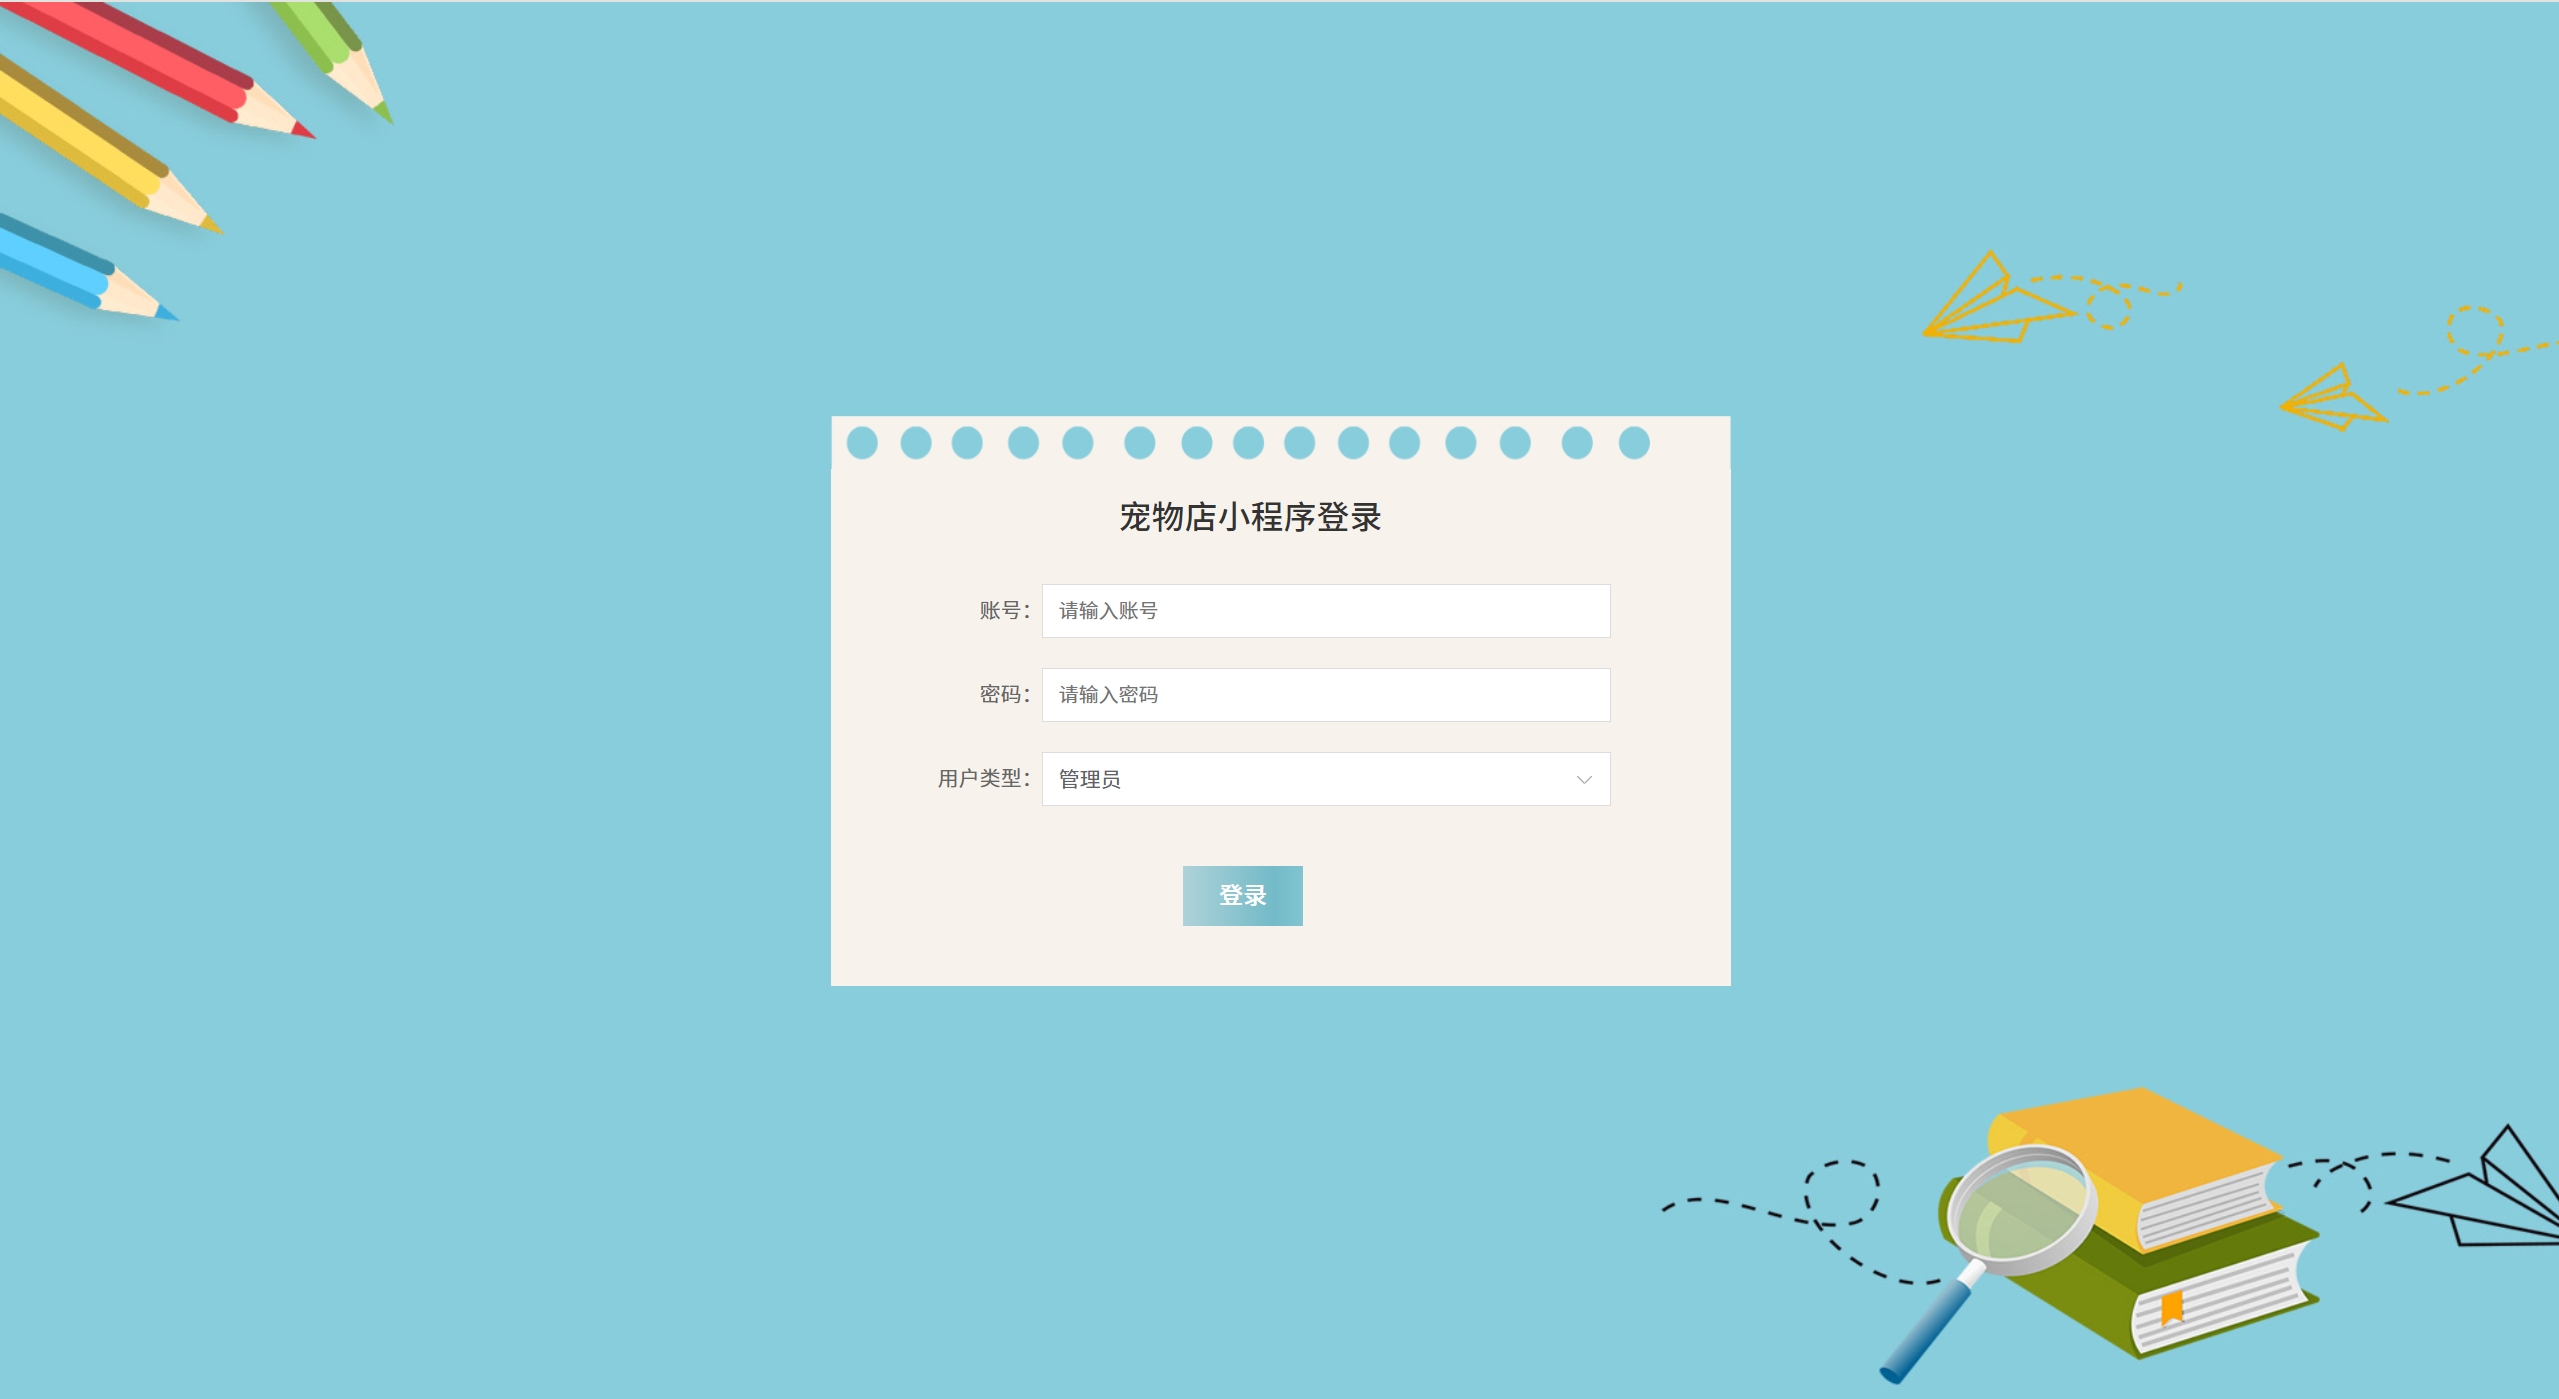 宠物店小程序登录
账号： 请输入账号
密码： 请输入密码
用户类型： 管理员
登录